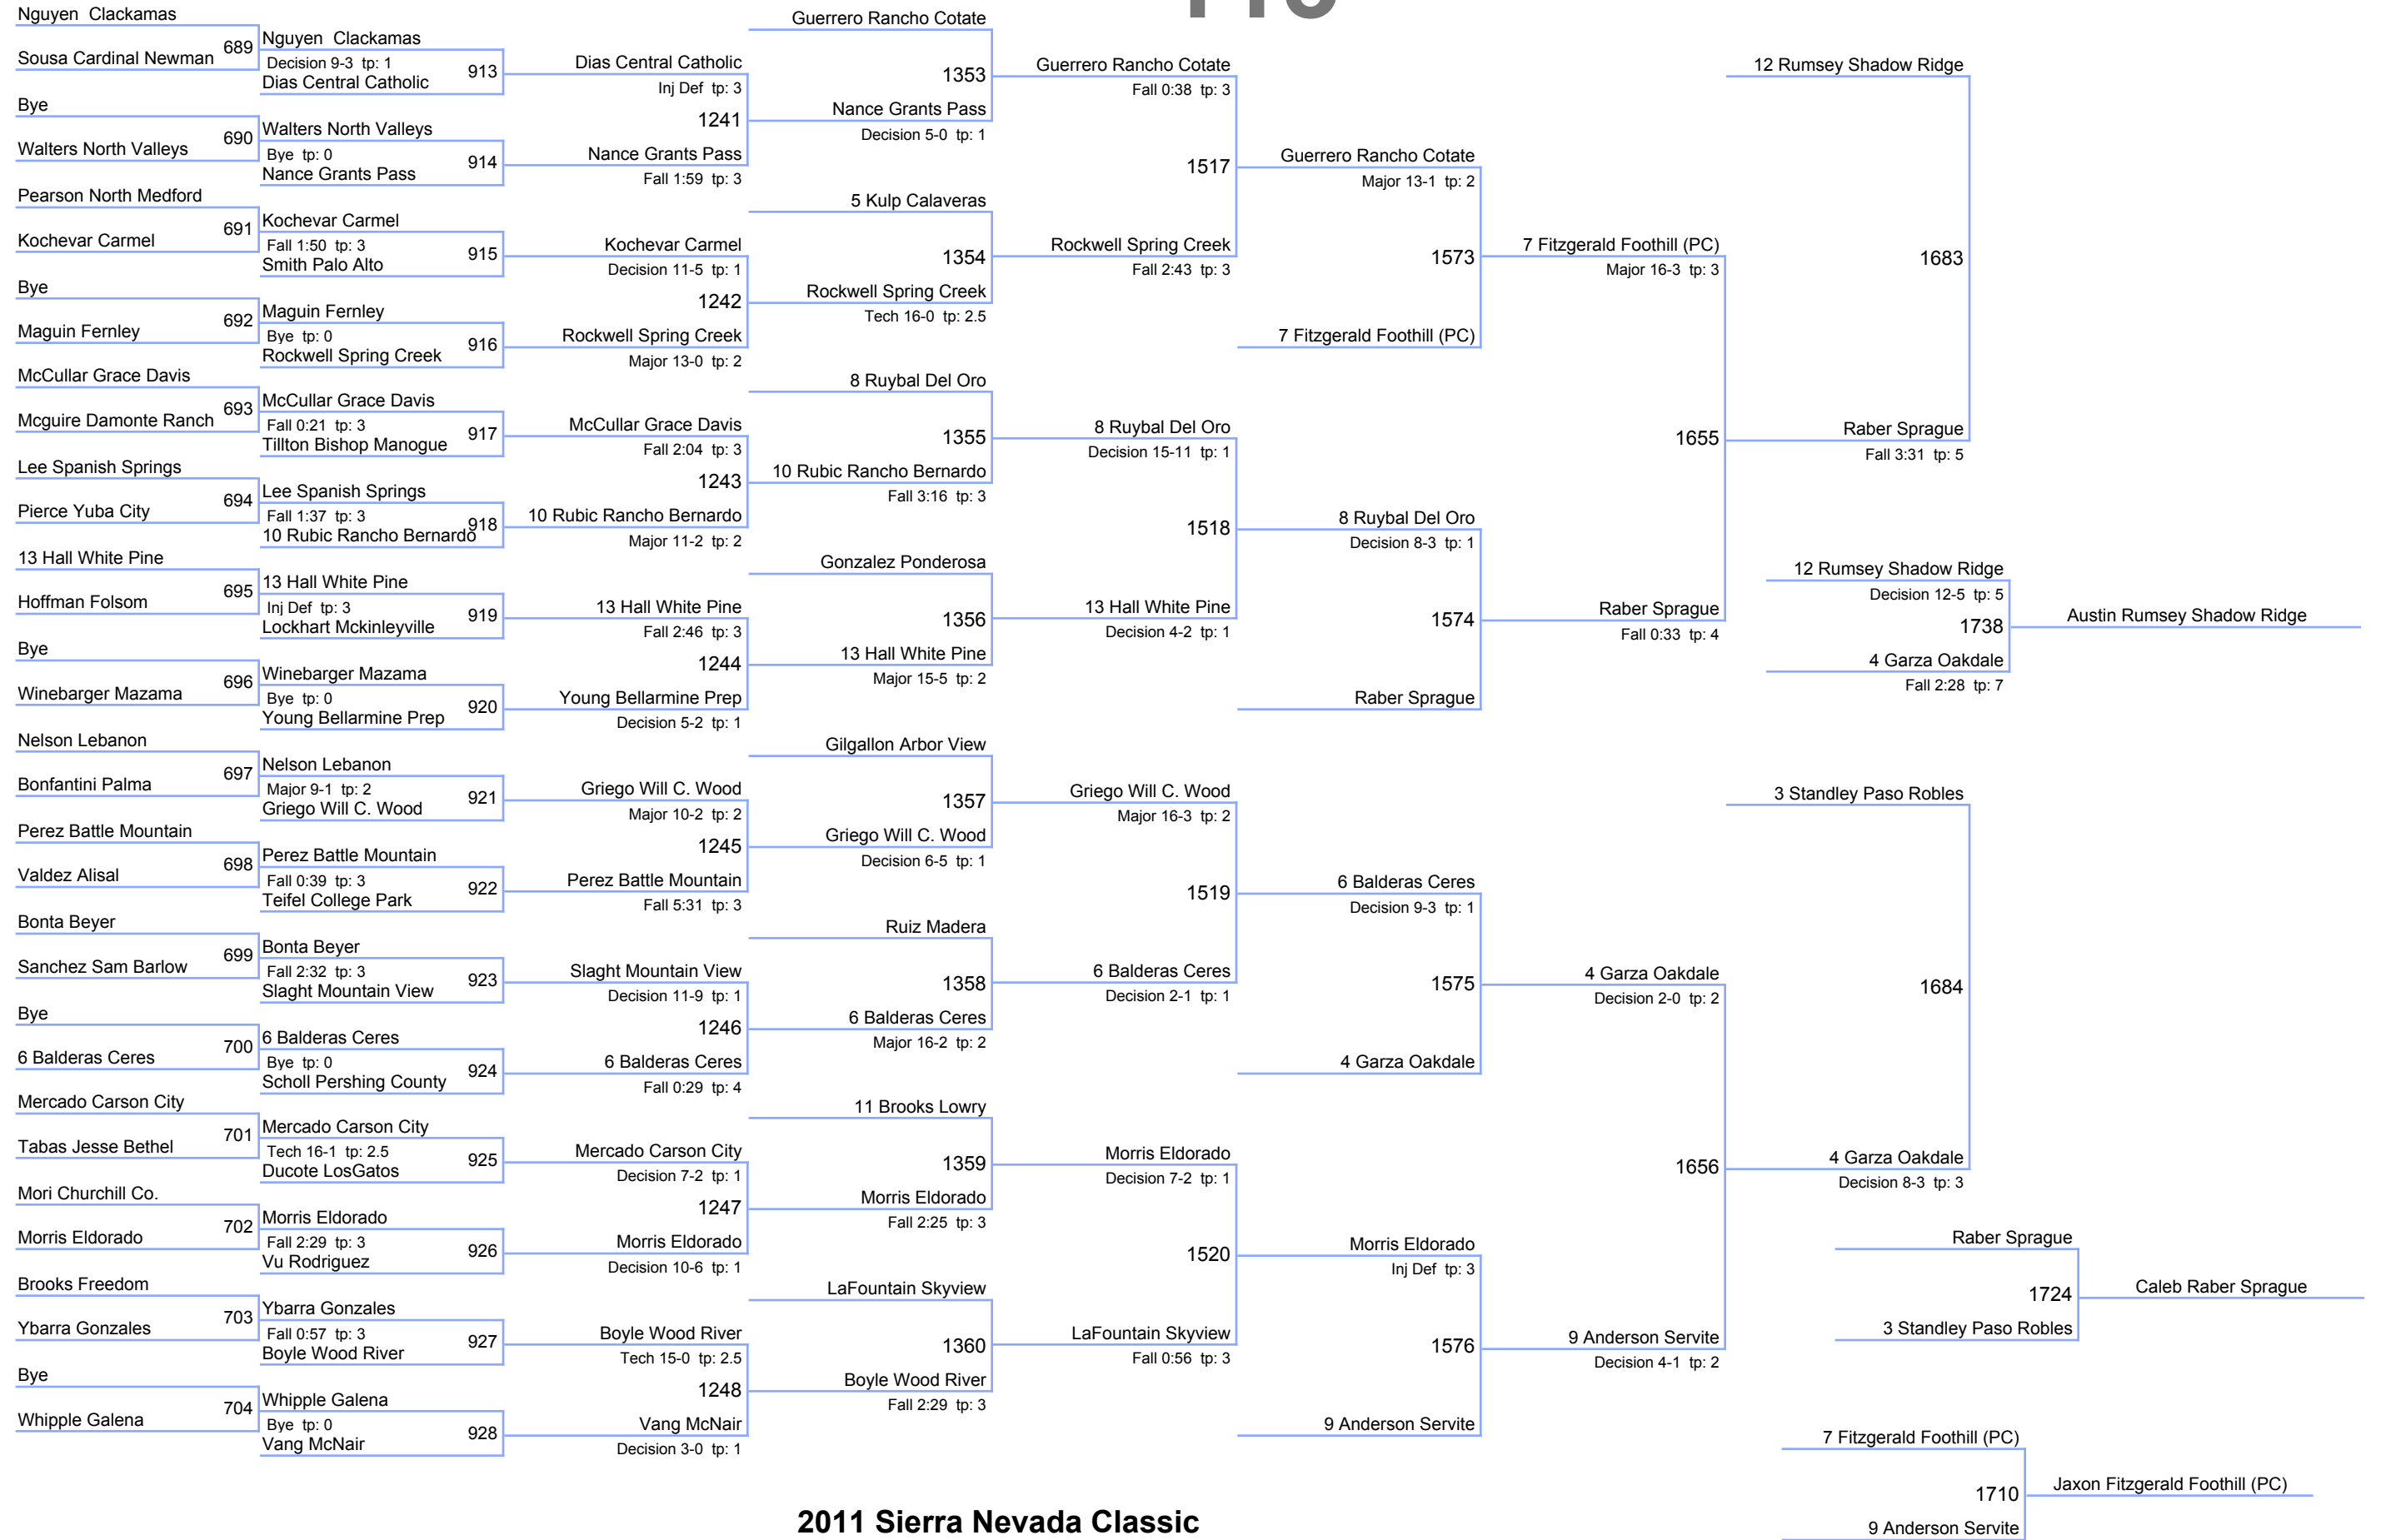 Nguyen  Clackamas
689
Sousa Cardinal Newman
Bye
690
Walters North Valleys
Pearson North Medford
691
Kochevar Carmel
Bye
692
Maguin Fernley
McCullar Grace Davis
693
Mcguire Damonte Ranch
Lee Spanish Springs
694
Pierce Yuba City
13 Hall White Pine
695
Hoffman Folsom
Bye
696
Winebarger Mazama
Nelson Lebanon
697
Bonfantini Palma
Perez Battle Mountain
698
Valdez Alisal
Bonta Beyer
699
Sanchez Sam Barlow
Bye
700
6 Balderas Ceres
Mercado Carson City
701
Tabas Jesse Bethel
Mori Churchill Co.
702
Morris Eldorado
Brooks Freedom
703
Ybarra Gonzales
Bye
704
Whipple Galena
Nguyen  Clackamas
Decision 9-3  tp: 1
913
Dias Central Catholic
Walters North Valleys
Bye  tp: 0
914
Nance Grants Pass
Kochevar Carmel
Fall 1:50  tp: 3
915
Smith Palo Alto
Maguin Fernley
Bye  tp: 0
916
Rockwell Spring Creek
McCullar Grace Davis
Fall 0:21  tp: 3
917
Tillton Bishop Manogue
Lee Spanish Springs
Fall 1:37  tp: 3
918
10 Rubic Rancho Bernardo
13 Hall White Pine
Inj Def  tp: 3
919
Lockhart Mckinleyville
Winebarger Mazama
Bye  tp: 0
920
Young Bellarmine Prep
Nelson Lebanon
Major 9-1  tp: 2
921
Griego Will C. Wood
Perez Battle Mountain
Fall 0:39  tp: 3
922
Teifel College Park
Bonta Beyer
Fall 2:32  tp: 3
923
Slaght Mountain View
6 Balderas Ceres
Bye  tp: 0
924
Scholl Pershing County
Mercado Carson City
Tech 16-1  tp: 2.5
925
Ducote LosGatos
Morris Eldorado
Fall 2:29  tp: 3
926
Vu Rodriguez
Ybarra Gonzales
Fall 0:57  tp: 3
927
Boyle Wood River
Whipple Galena
Bye  tp: 0
928
Vang McNair
Dias Central Catholic
Inj Def  tp: 3
1241
Nance Grants Pass
Fall 1:59  tp: 3
Kochevar Carmel
Decision 11-5  tp: 1
1242
Rockwell Spring Creek
Major 13-0  tp: 2
McCullar Grace Davis
Fall 2:04  tp: 3
1243
10 Rubic Rancho Bernardo
Major 11-2  tp: 2
13 Hall White Pine
Fall 2:46  tp: 3
1244
Young Bellarmine Prep
Decision 5-2  tp: 1
Griego Will C. Wood
Major 10-2  tp: 2
1245
Perez Battle Mountain
Fall 5:31  tp: 3
Slaght Mountain View
Decision 11-9  tp: 1
1246
6 Balderas Ceres
Fall 0:29  tp: 4
Mercado Carson City
Decision 7-2  tp: 1
1247
Morris Eldorado
Decision 10-6  tp: 1
Boyle Wood River
Tech 15-0  tp: 2.5
1248
Vang McNair
Decision 3-0  tp: 1
Guerrero Rancho Cotate
1353
Nance Grants Pass
Decision 5-0  tp: 1
5 Kulp Calaveras
1354
Rockwell Spring Creek
Tech 16-0  tp: 2.5
8 Ruybal Del Oro
1355
10 Rubic Rancho Bernardo
Fall 3:16  tp: 3
Gonzalez Ponderosa
1356
13 Hall White Pine
Major 15-5  tp: 2
Gilgallon Arbor View
1357
Griego Will C. Wood
Decision 6-5  tp: 1
Ruiz Madera
1358
6 Balderas Ceres
Major 16-2  tp: 2
11 Brooks Lowry
1359
Morris Eldorado
Fall 2:25  tp: 3
LaFountain Skyview
1360
Boyle Wood River
Fall 2:29  tp: 3
Guerrero Rancho Cotate
Fall 0:38  tp: 3
1517
Rockwell Spring Creek
Fall 2:43  tp: 3
8 Ruybal Del Oro
Decision 15-11  tp: 1
1518
13 Hall White Pine
Decision 4-2  tp: 1
Griego Will C. Wood
Major 16-3  tp: 2
1519
6 Balderas Ceres
Decision 2-1  tp: 1
Morris Eldorado
Decision 7-2  tp: 1
1520
LaFountain Skyview
Fall 0:56  tp: 3
Guerrero Rancho Cotate
Major 13-1  tp: 2
1573
7 Fitzgerald Foothill (PC)
8 Ruybal Del Oro
Decision 8-3  tp: 1
1574
Raber Sprague
6 Balderas Ceres
Decision 9-3  tp: 1
1575
4 Garza Oakdale
Morris Eldorado
Inj Def  tp: 3
1576
9 Anderson Servite
7 Fitzgerald Foothill (PC)
Major 16-3  tp: 3
1655
Raber Sprague
Fall 0:33  tp: 4
4 Garza Oakdale
Decision 2-0  tp: 2
1656
9 Anderson Servite
Decision 4-1  tp: 2
12 Rumsey Shadow Ridge
1683
Raber Sprague
Fall 3:31  tp: 5
3 Standley Paso Robles
1684
4 Garza Oakdale
Decision 8-3  tp: 3
12 Rumsey Shadow Ridge
Decision 12-5  tp: 5
1738
Austin Rumsey Shadow Ridge
4 Garza Oakdale
Fall 2:28  tp: 7
Raber Sprague
1724
Caleb Raber Sprague
3 Standley Paso Robles
7 Fitzgerald Foothill (PC)
1710
Jaxon Fitzgerald Foothill (PC)
9 Anderson Servite
2011 Sierra Nevada Classic